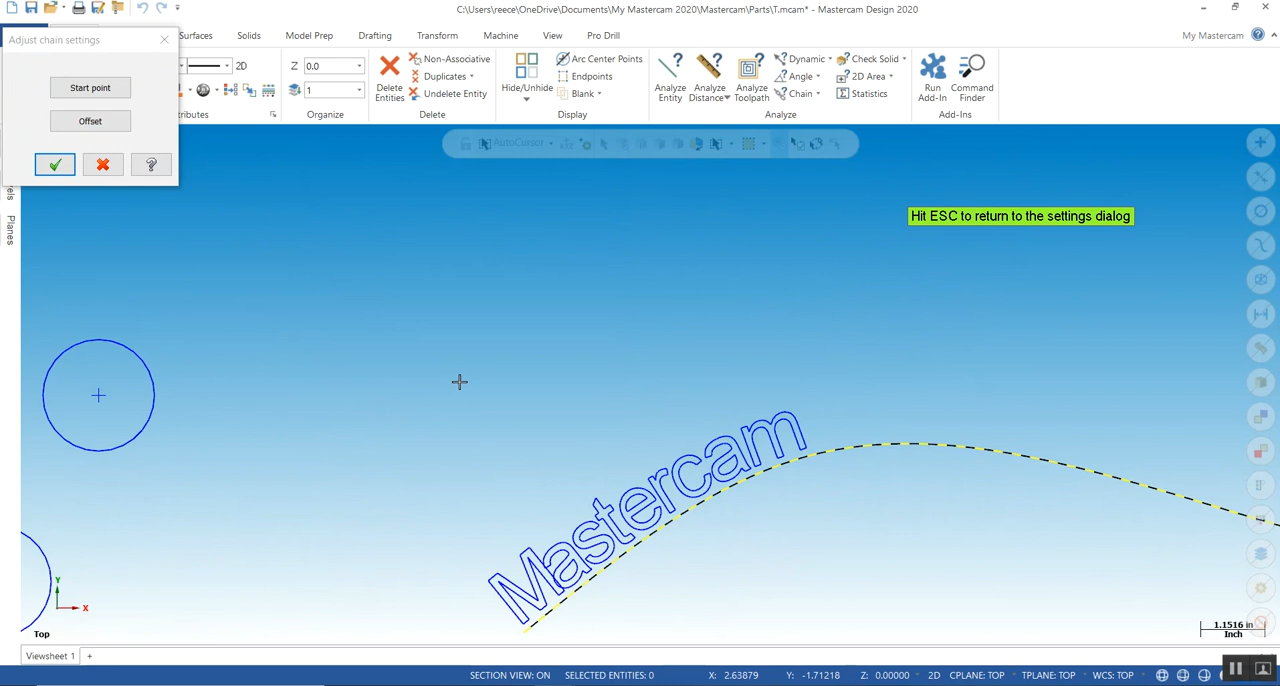 C:\Users\reece\OneDrive\Documents\My Mastercam 2020\Mastercam\Parts\T.mcam* - Mastercam Design 2020
Adjust chain settings
Surfaces Solids Model Prep Drafting Transform Machine View Pro Drill My Mastercam
2D Z 0.0
1
Delete Entities
Non-Associative
Duplicates
Undelete Entity
Hide/Unhide
Arc Center Points
Endpoints
Blank
Analyze Entity
Analyze Distance
Analyze Toolpath
Dynamic
Angle
Chain
Check Solid
2D Area
Statistics
Run Add-In
Command Finder
Organize Delete Display Analyze Add-Ins
Start point
Offset
AutoCursor
Planes
Hit ESC to return to the settings dialog
Mastercam
Y
X
Top
1.1516 in
Inch
Viewsheet 1 +
SECTION VIEW: ON SELECTED ENTITIES: 0 X: 2.63879 Y: -1.71218 Z: 0.00000 2D CPLANE: TOP TPLANE: TOP WCS: TOP